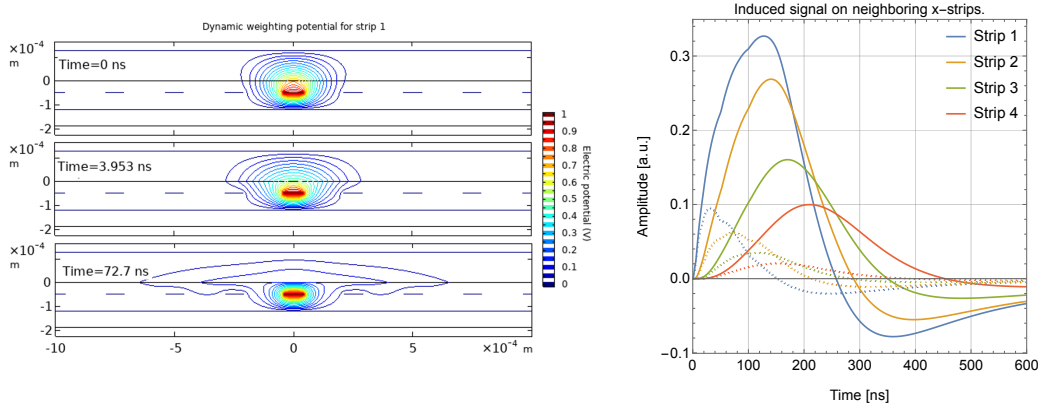 Dynamic weighting potential for strip 1
×10⁻⁴
m
Time=0 ns
0
-1
-2
×10⁻⁴
m
Time=3.953 ns
0
-1
-2
×10⁻⁴
m
Time=72.7 ns
0
-1
-2
-10
-5
0
5
×10⁻⁴ m
1
0.9
0.8
0.7
0.6
0.5
0.4
0.3
0.2
0.1
0
Electric potential (V)
Induced signal on neighboring x-strips.
Strip 1
Strip 2
Strip 3
Strip 4
0.3
0.2
0.1
0.0
-0.1
Amplitude [a.u.]
0
100
200
300
400
500
600
Time [ns]